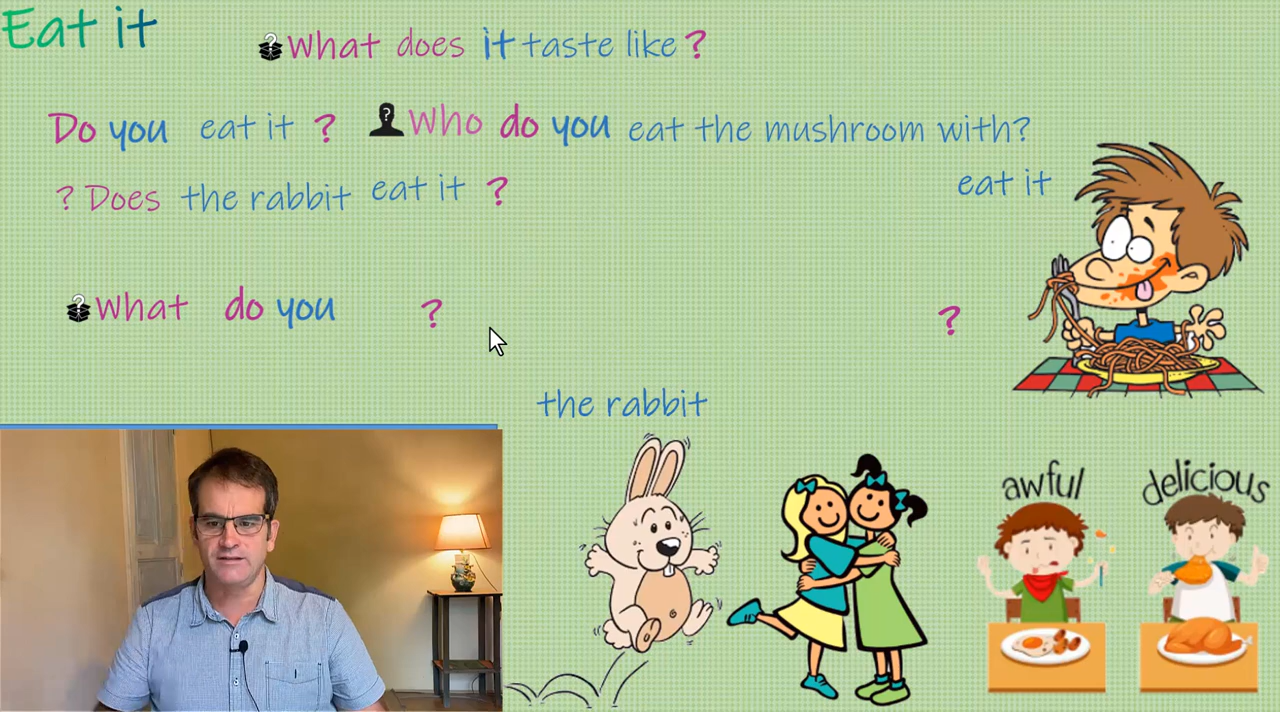 Eat it
What does it taste like ?
Do you eat it ? Who do you eat the mushroom with?
? Does the rabbit eat it ?
eat it
What do you ?
?
the rabbit
awful
delicious